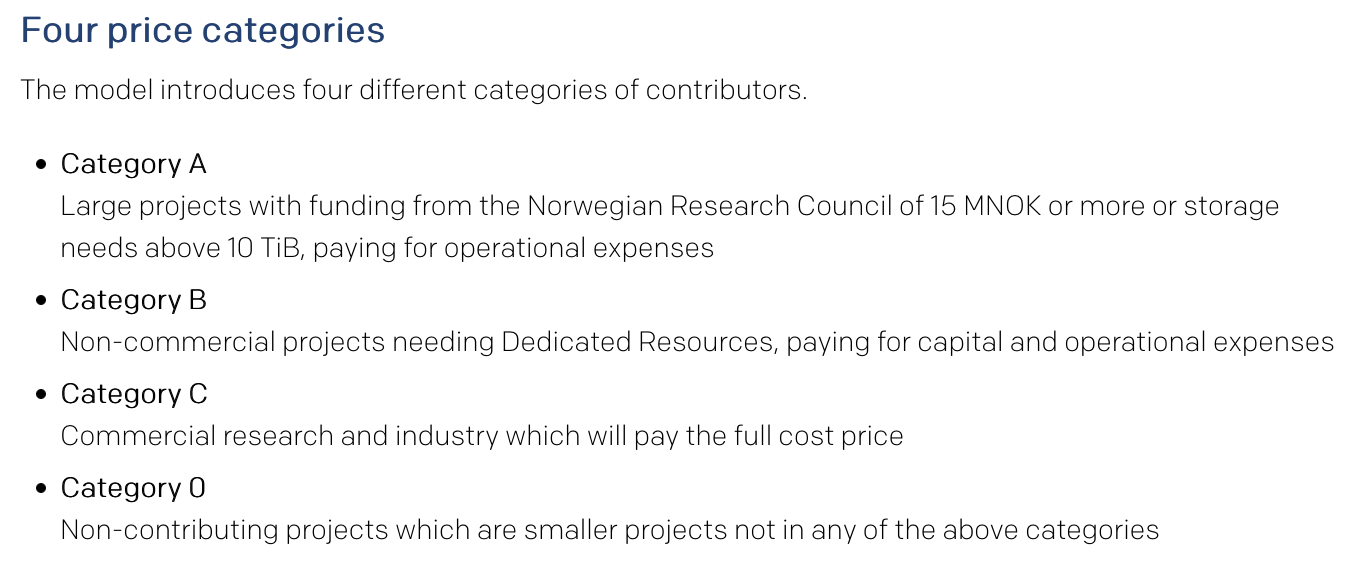 Four price categories
The model introduces four different categories of contributors.
• Category A
Large projects with funding from the Norwegian Research Council of 15 MNOK or more or storage
needs above 10 TiB, paying for operational expenses
• Category B
Non-commercial projects needing Dedicated Resources, paying for capital and operational expenses
• Category C
Commercial research and industry which will pay the full cost price
• Category 0
Non-contributing projects which are smaller projects not in any of the above categories